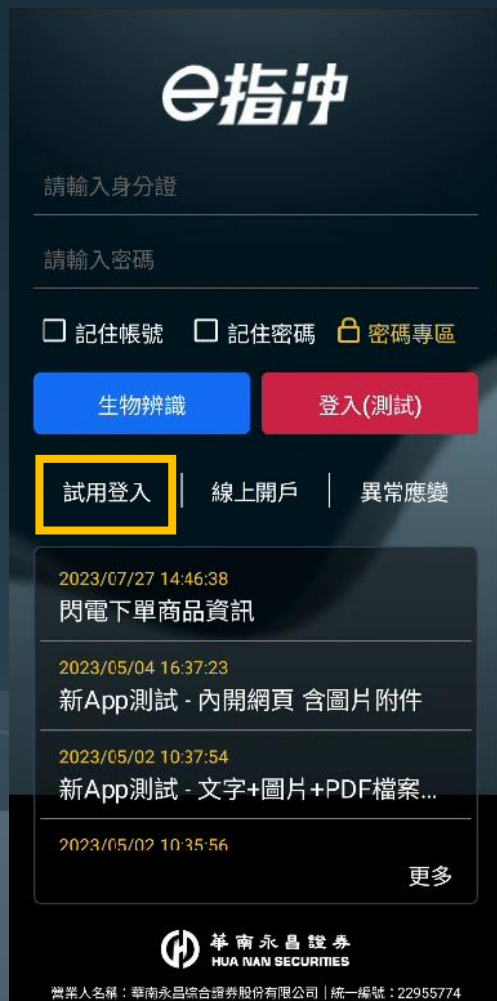 e指沖
請輸入身分證
請輸入密碼
記住帳號 記住密碼 密碼專區
生物辨識 登入(測試)
試用登入 | 線上開戶 | 異常應變
2023/07/27 14:46:38
閃電下單商品資訊
2023/05/04 16:37:23
新App測試 - 內開網頁 含圖片附件
2023/05/02 10:37:54
新App測試 - 文字+圖片+PDF檔案...
2023/05/02 10:35:56
更多
華南永昌證券
HUA NAN SECURITIES
營業人名稱：華南永昌綜合證券股份有限公司 | 統一編號：22955774